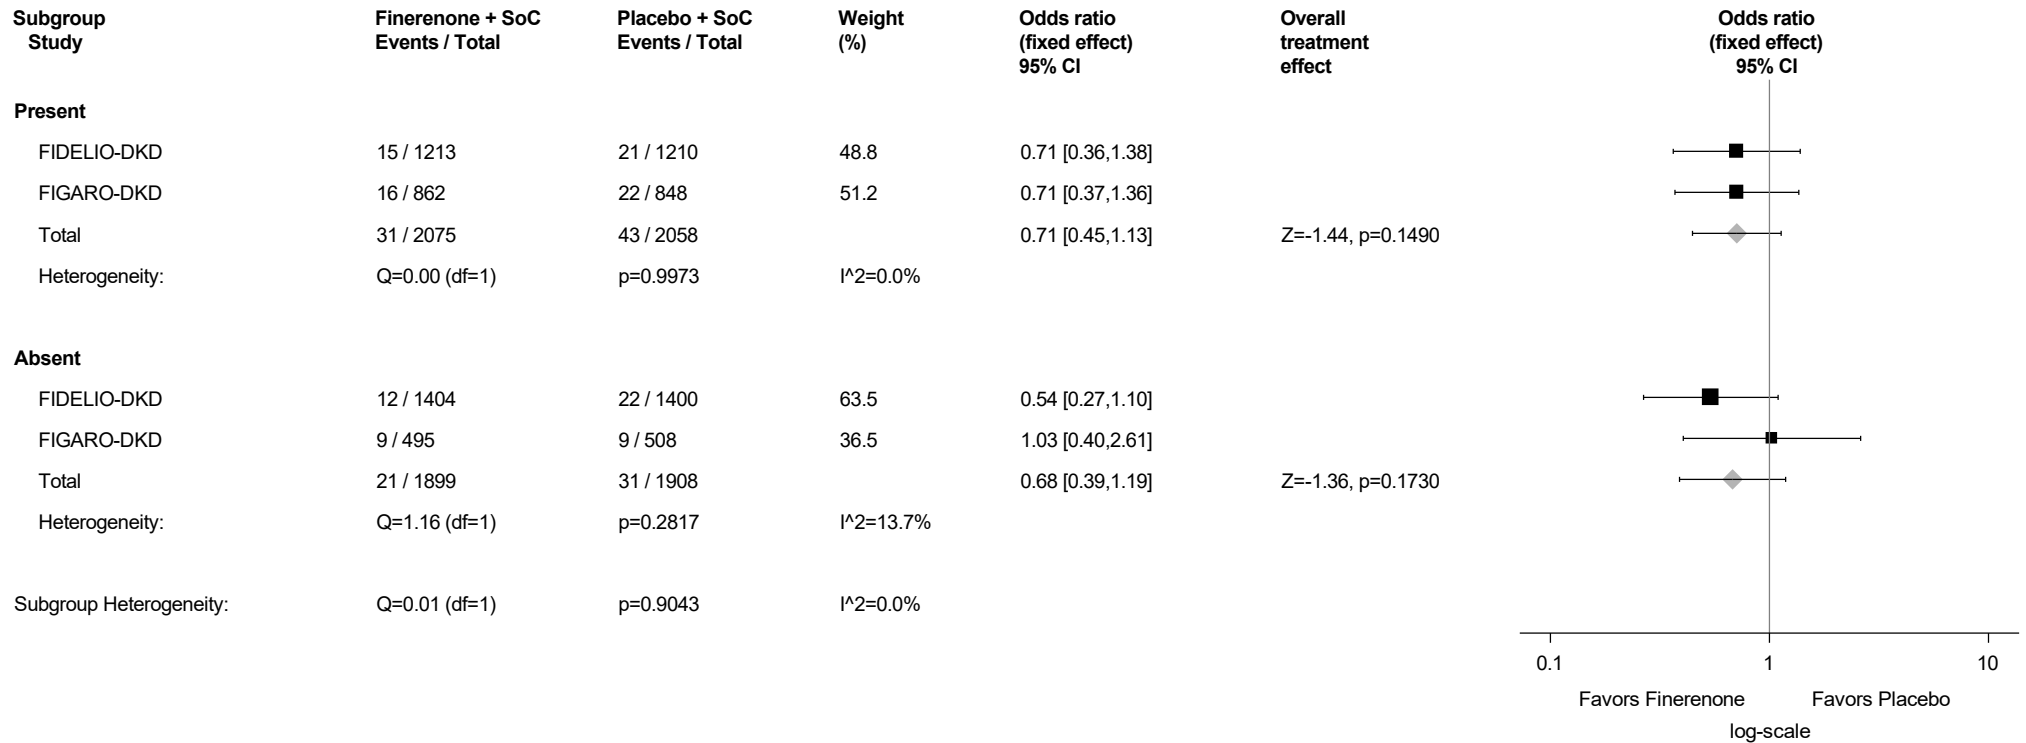 Subgroup Finerenone + SoC Placebo + SoC Weight Odds ratio Overall Odds ratio
Study Events / Total Events / Total (%) (fixed effect) treatment (fixed effect)
95% CI effect 95% CI
Present
FIDELIO-DKD 15 / 1213 21 / 1210 48.8 0.71 [0.36,1.38]
FIGARO-DKD 16 / 862 22 / 848 51.2 0.71 [0.37,1.36]
Total 31 / 2075 43 / 2058 0.71 [0.45,1.13] Z=-1.44, p=0.1490
Heterogeneity: Q=0.00 (df=1) p=0.9973 I^2=0.0%
Absent
FIDELIO-DKD 12 / 1404 22 / 1400 63.5 0.54 [0.27,1.10]
FIGARO-DKD 9 / 495 9 / 508 36.5 1.03 [0.40,2.61]
Total 21 / 1899 31 / 1908 0.68 [0.39,1.19] Z=-1.36, p=0.1730
Heterogeneity: Q=1.16 (df=1) p=0.2817 I^2=13.7%
Subgroup Heterogeneity: Q=0.01 (df=1) p=0.9043 I^2=0.0%
0.1 1 10
Favors Finerenone Favors Placebo
log-scale